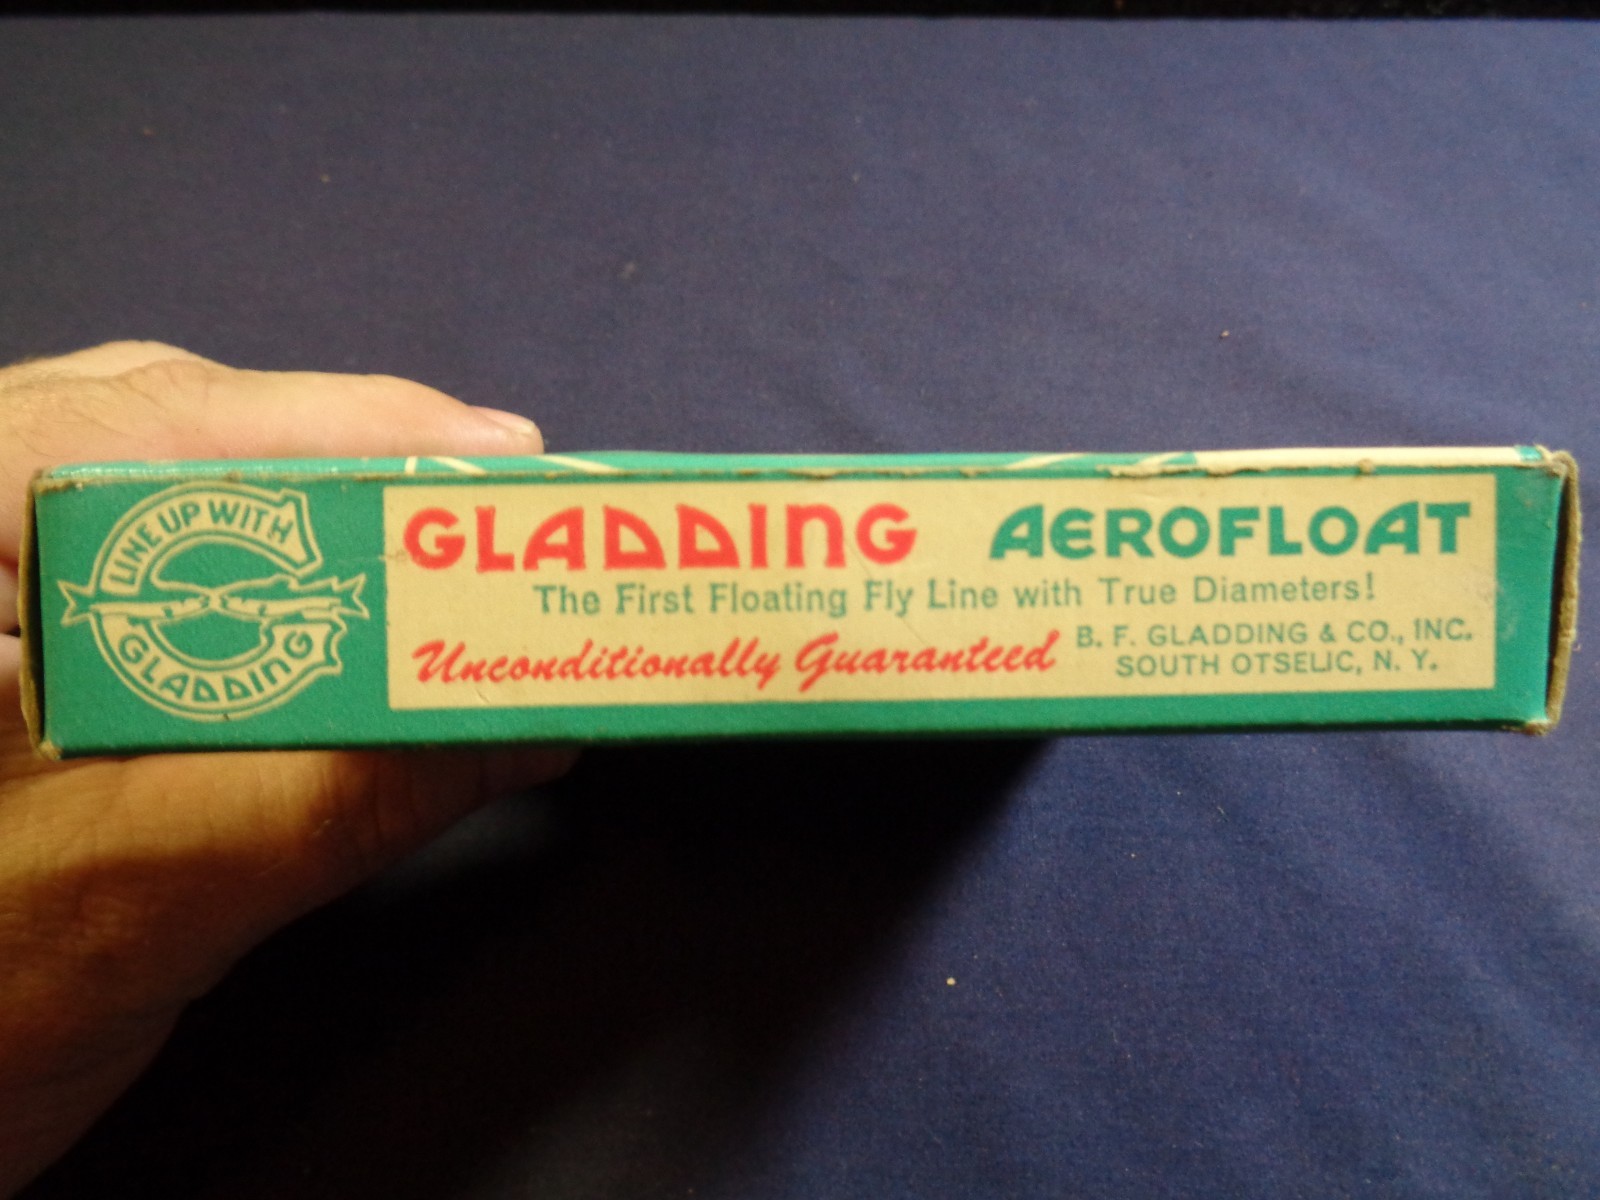 LINE UP WITH
GLADDING
GLADDING AEROFLOAT
The First Floating Fly Line with True Diameters!
Unconditionally Guaranteed
B. F. GLADDING & CO., INC.
SOUTH OTSELIC, N. Y.